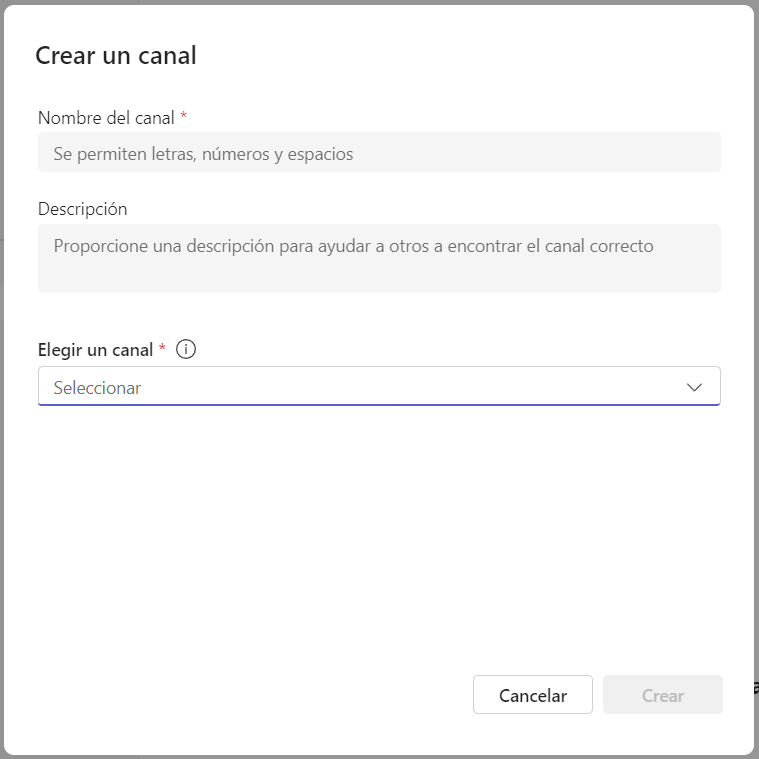 Crear un canal
Nombre del canal *
Se permiten letras, números y espacios
Descripción
Proporcione una descripción para ayudar a otros a encontrar el canal correcto
Elegir un canal *
Seleccionar
Cancelar
Crear